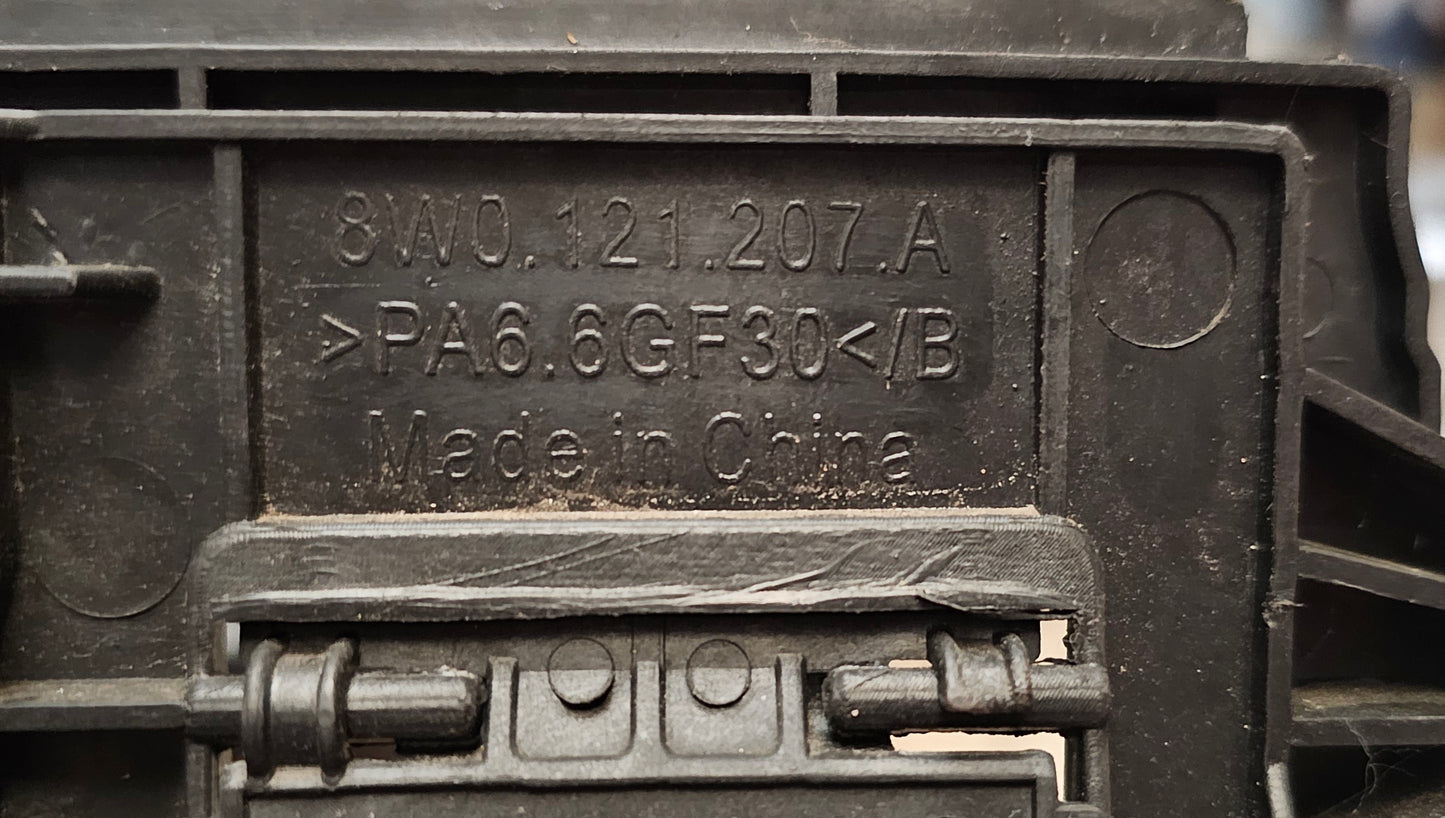 8W0.121.207.A
>PA6.6GF30</B
Made in China